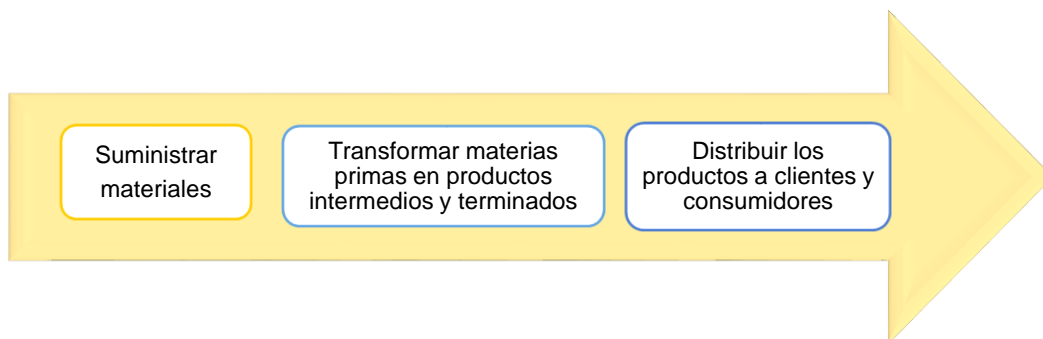 Suministrar
materiales
Transformar materias
primas en productos
intermedios y terminados
Distribuir los
productos a clientes y
consumidores